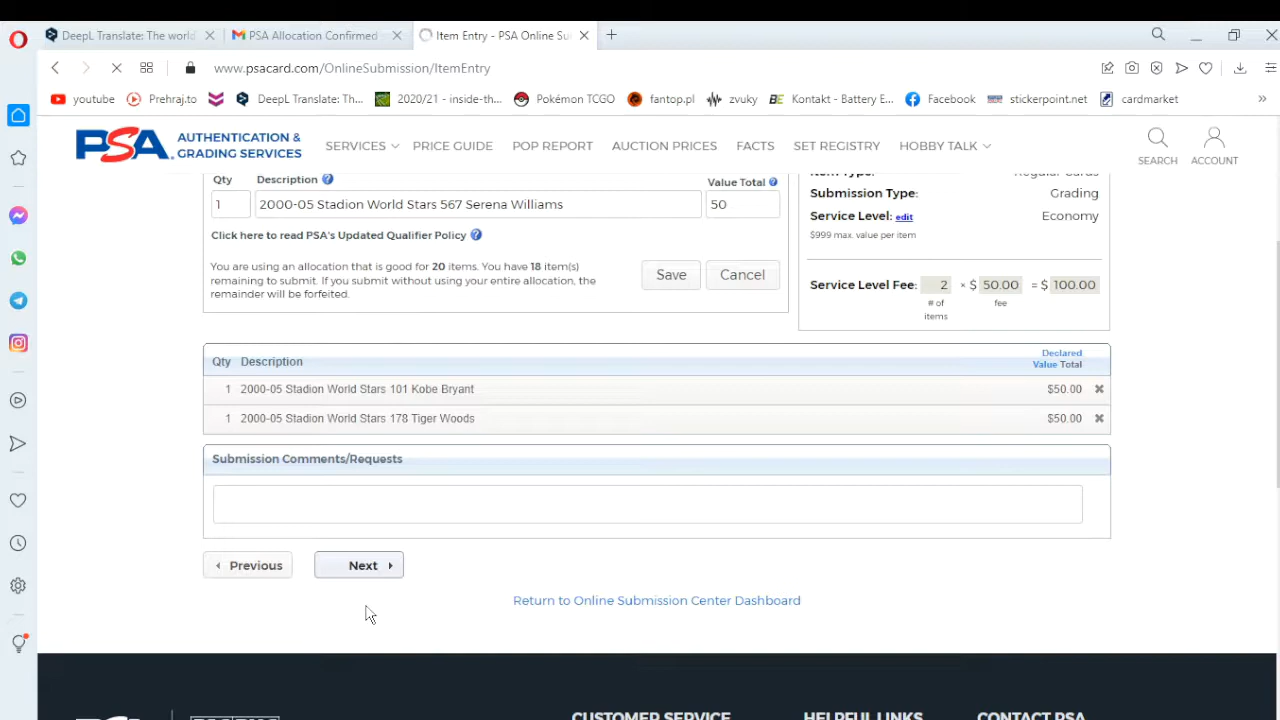 DeepL Translate: The world
PSA Allocation Confirmed
Item Entry - PSA Online Su
www.psacard.com/OnlineSubmission/ItemEntry
youtube
Prehraj.to
DeepL Translate: Th...
2020/21 - inside-th...
Pokémon TCGO
fantop.pl
zvuky
BE Kontakt - Battery E...
Facebook
stickerpoint.net
cardmarket
»
PSA AUTHENTICATION &
GRADING SERVICES
SERVICES
PRICE GUIDE
POP REPORT
AUCTION PRICES
FACTS
SET REGISTRY
HOBBY TALK
SEARCH
ACCOUNT
Qty Description ? Value Total ?
1 2000-05 Stadion World Stars 567 Serena Williams 50
Click here to read PSA's Updated Qualifier Policy ?
You are using an allocation that is good for 20 items. You have 18 item(s)
remaining to submit. If you submit without using your entire allocation, the
remainder will be forfeited.
Save
Cancel
Item Type: Regular Cards
Submission Type: Grading
Service Level: edit Economy
$999 max. value per item
Service Level Fee: 2 × $ 50.00 = $ 100.00
# of
items
fee
Qty Description Declared
Value Total
1 2000-05 Stadion World Stars 101 Kobe Bryant $50.00
1 2000-05 Stadion World Stars 178 Tiger Woods $50.00
Submission Comments/Requests
Previous
Next
Return to Online Submission Center Dashboard
CUSTOMER SERVICE
HELPFUL LINKS
CONTACT PSA